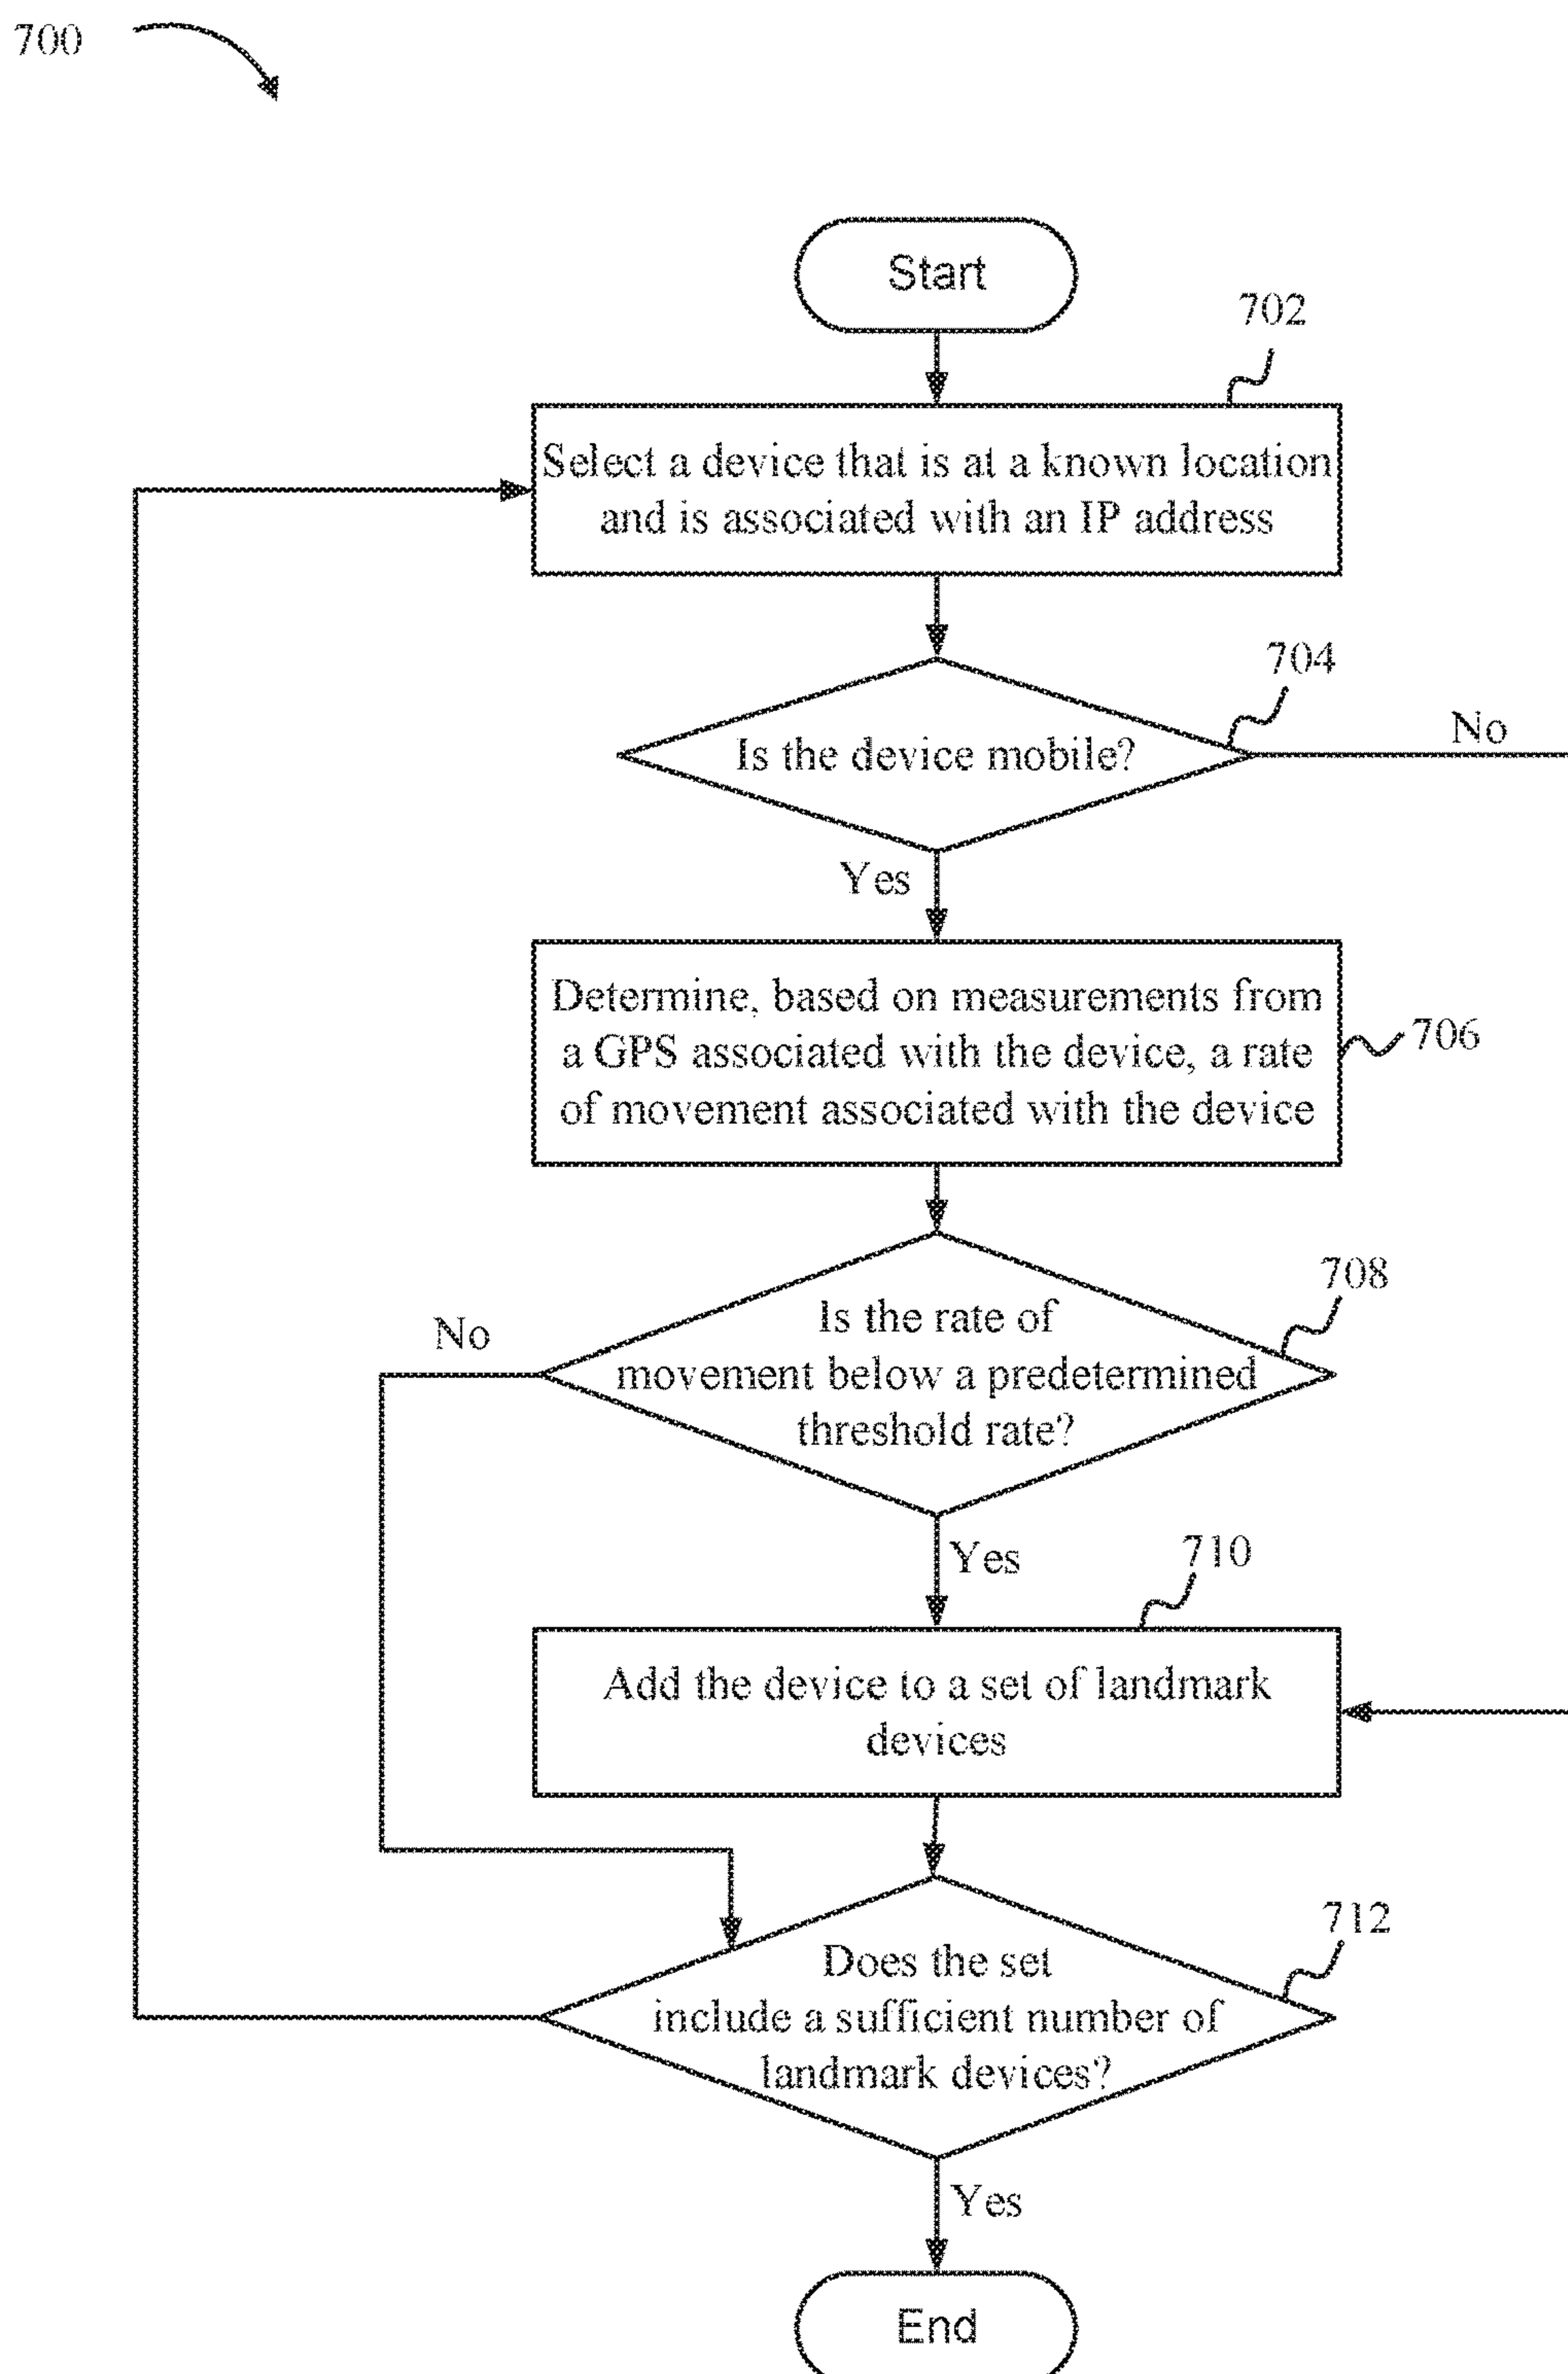 700
Start
702
Select a device that is at a known location
and is associated with an IP address
704
Is the device mobile?
No
Yes
Determine, based on measurements from
a GPS associated with the device, a rate
of movement associated with the device
706
708
Is the rate of
movement below a predetermined
threshold rate?
No
Yes
710
Add the device to a set of landmark
devices
712
Does the set
include a sufficient number of
landmark devices?
Yes
End